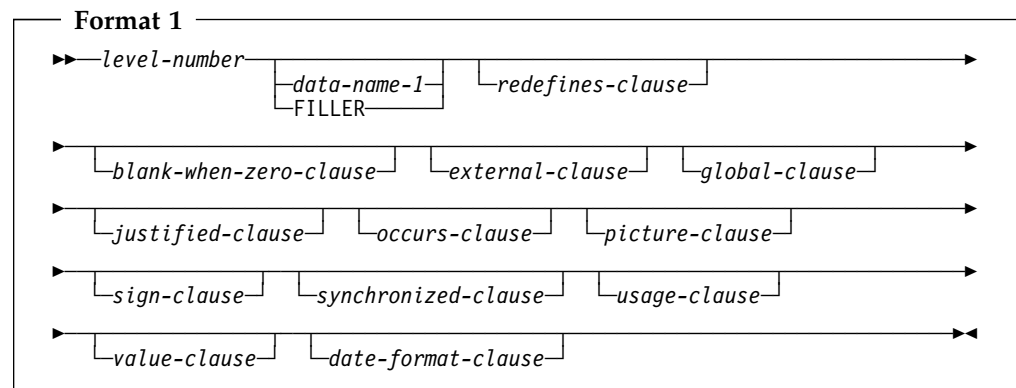 Format 1
level-number data-name-1 redefines-clause
FILLER
blank-when-zero-clause external-clause global-clause
justified-clause occurs-clause picture-clause
sign-clause synchronized-clause usage-clause
value-clause date-format-clause